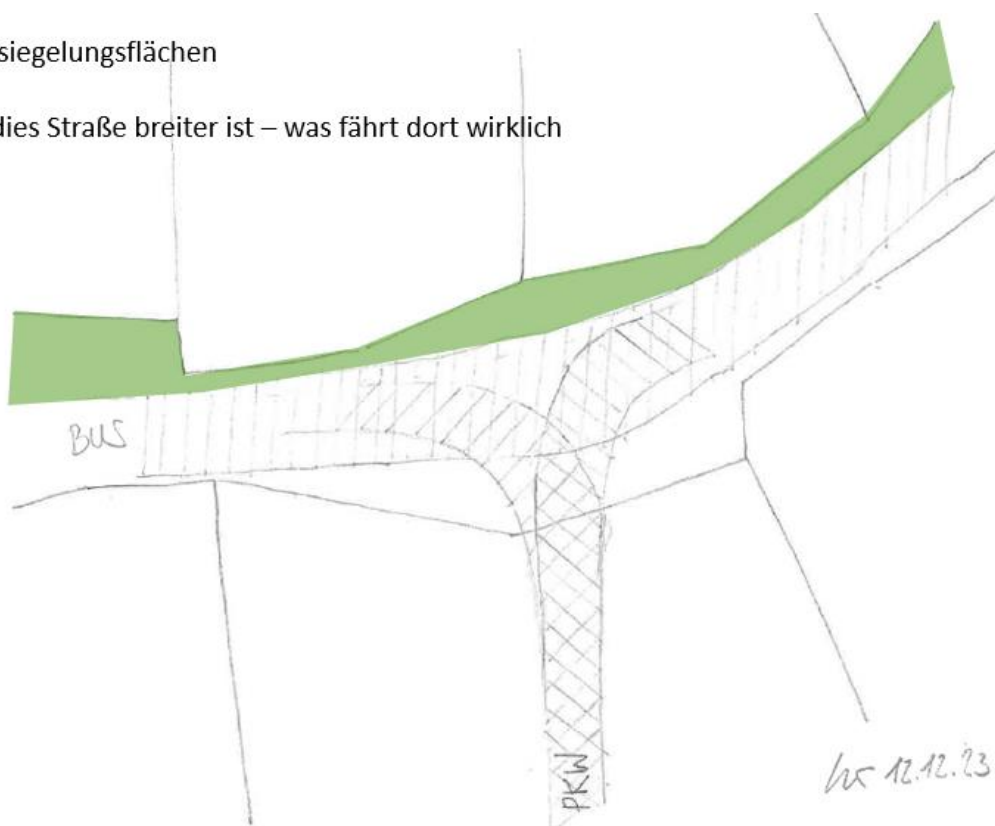 siegelungsflächen
dies Straße breiter ist – was fährt dort wirklich
BUS
PKW
12.12.23